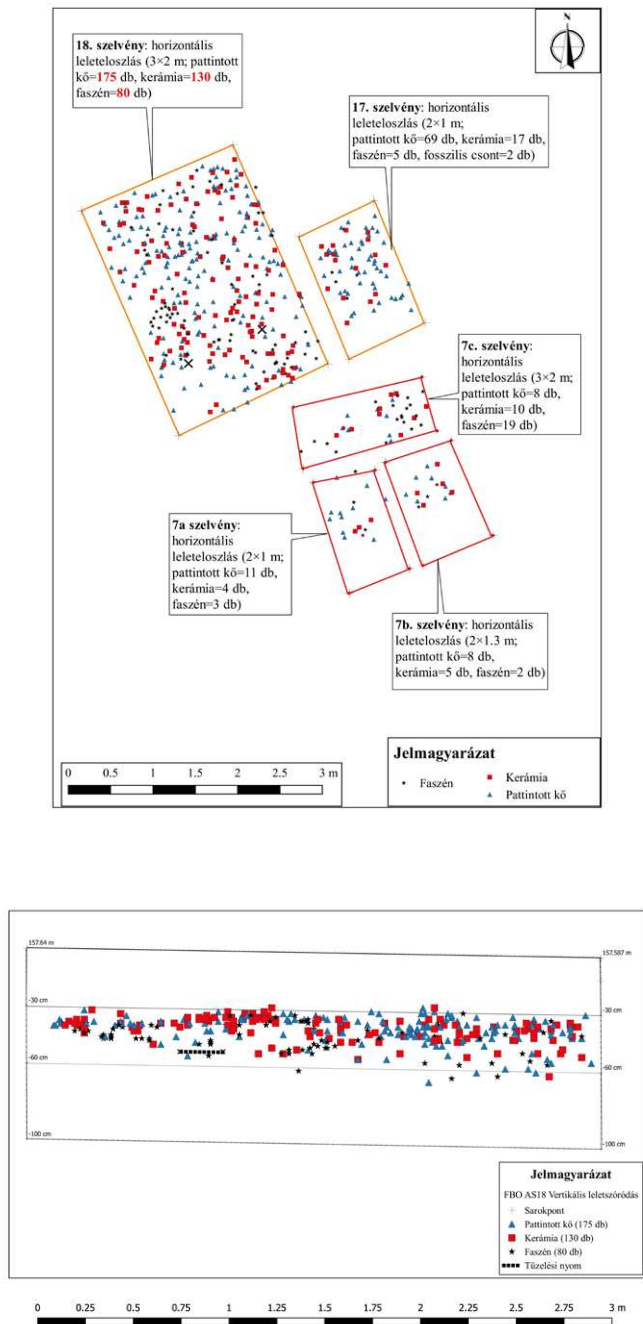 N
18. szelvény: horizontális
leleteloszlás (3×2 m; pattintott
kő=175 db, kerámia=130 db,
faszén=80 db)
17. szelvény: horizontális
leleteloszlás (2×1 m;
pattintott kő=69 db, kerámia=17 db,
faszén=5 db, fosszilis csont=2 db)
7c. szelvény:
horizontális
leleteloszlás (3×2 m;
pattintott kő=8 db,
kerámia=10 db,
faszén=19 db)
7a szelvény:
horizontális
leleteloszlás (2×1 m;
pattintott kő=11 db,
kerámia=4 db,
faszén=3 db)
7b. szelvény: horizontális
leleteloszlás (2×1.3 m;
pattintott kő=8 db,
kerámia=5 db, faszén=2 db)
0 0.5 1 1.5 2 2.5 3 m
Jelmagyarázat
Faszén
Kerámia
Pattintott kő
157.64 m
157.587 m
-30 cm
-30 cm
-60 cm
-60 cm
-100 cm
-100 cm
Jelmagyarázat
FBO AS18 Vertikális leletszóródás
Sarokpont
Pattintott kő (175 db)
Kerámia (130 db)
Faszén (80 db)
Tüzelési nyom
0 0.25 0.5 0.75 1 1.25 1.5 1.75 2 2.25 2.5 2.75 3 m